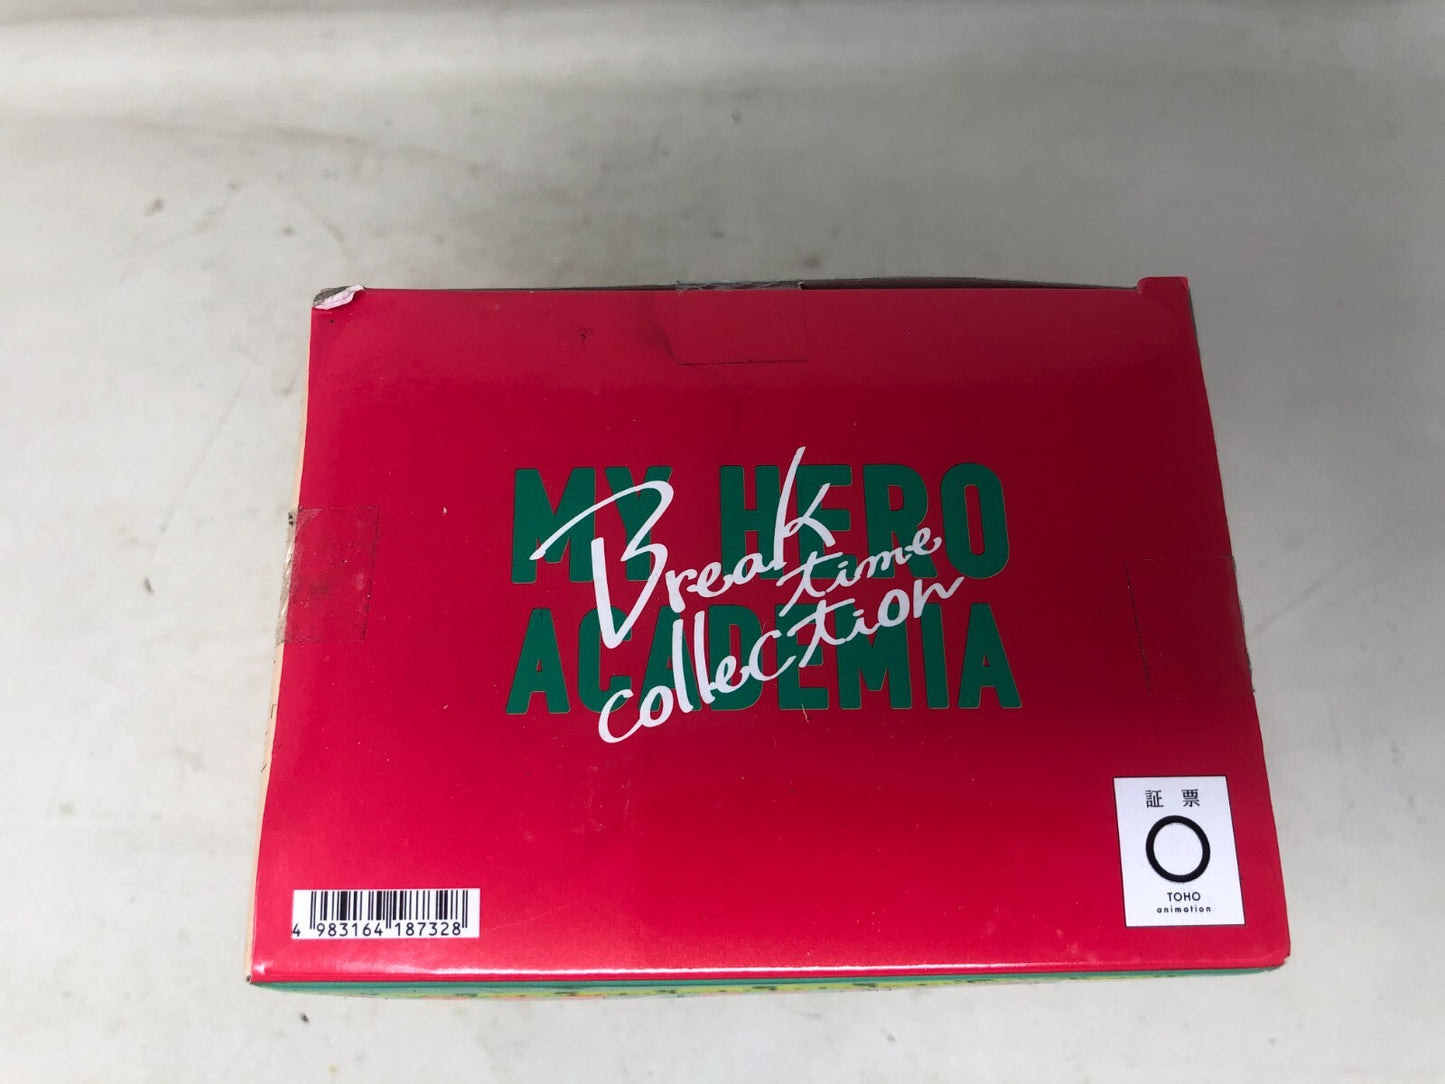 MY HERO
ACADEMIA
Break
time
collection
証 票
TOHO
animation
4 983164 187328